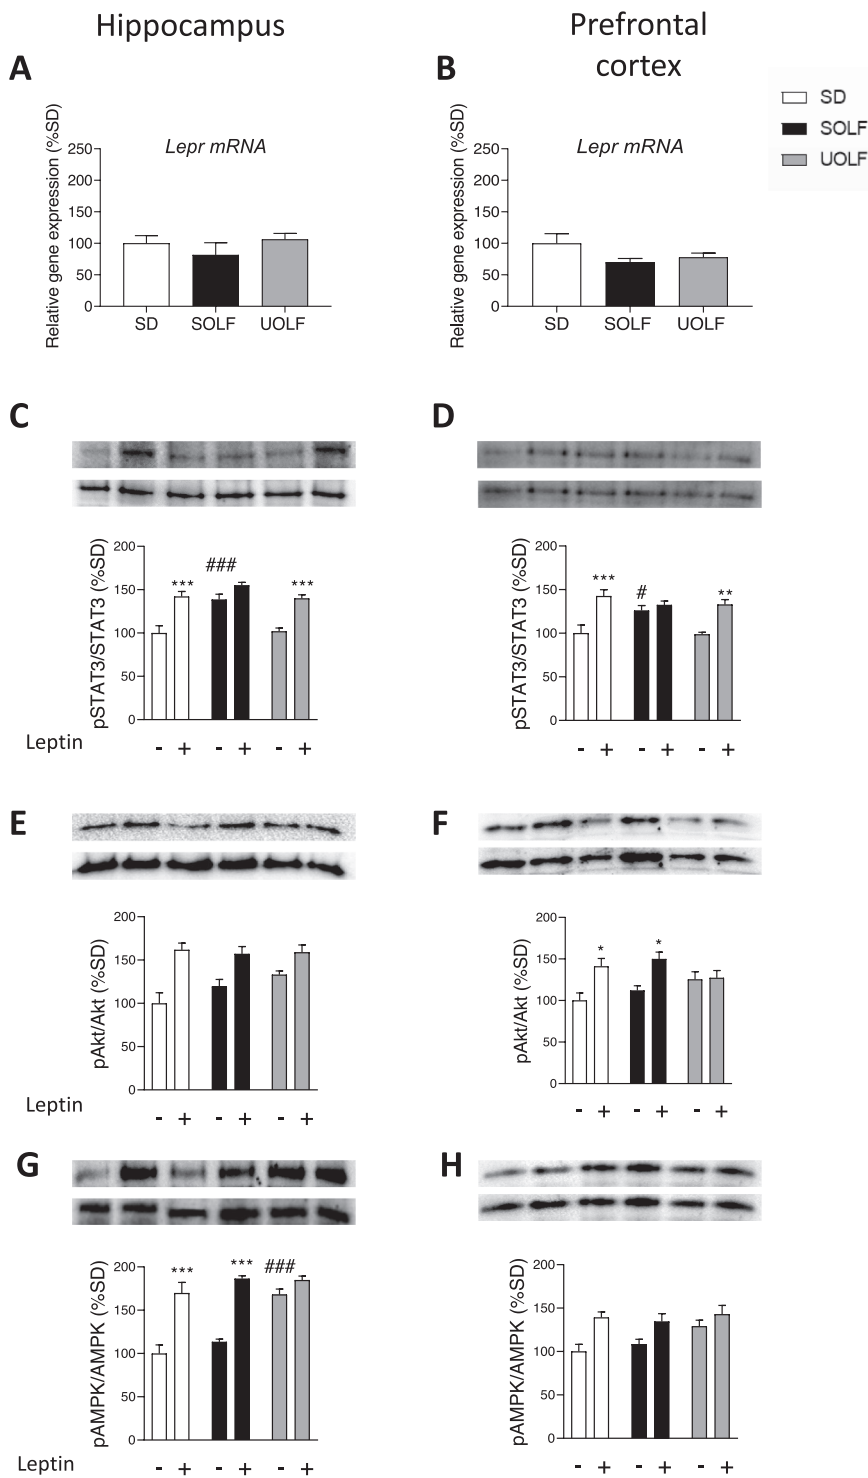 Hippocampus
Prefrontal
cortex
A
B
SD
SOLF
UOLF
Relative gene expression (%SD)
Lepr mRNA
250
200
150
100
50
0
SD SOLF UOLF
Relative gene expression (%SD)
Lepr mRNA
250
200
150
100
50
0
SD SOLF UOLF
C
D
pSTAT3/STAT3 (%SD)
200
150
100
50
0
***
###
***
Leptin
- + - + - +
pSTAT3/STAT3 (%SD)
200
150
100
50
0
***
#
**
- + - + - +
E
F
pAkt/Akt (%SD)
200
150
100
50
0
Leptin
- + - + - +
pAkt/Akt (%SD)
200
150
100
50
0
*
*
- + - + - +
G
H
pAMPK/AMPK (%SD)
200
150
100
50
0
***
***
###
Leptin
- + - + - +
pAMPK/AMPK (%SD)
200
150
100
50
0
- + - + - +